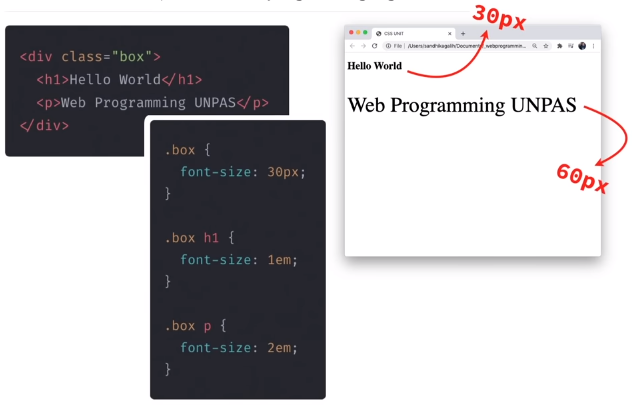 <div class="box">
<h1>Hello World</h1>
<p>Web Programming UNPAS</p>
</div>
.box {
font-size: 30px;
}
.box h1 {
font-size: 1em;
}
.box p {
font-size: 2em;
}
30px
CSS UNIT
File | /Users/sandhikagalih/Documents/_webprogrammin...
Hello World
Web Programming UNPAS
60px